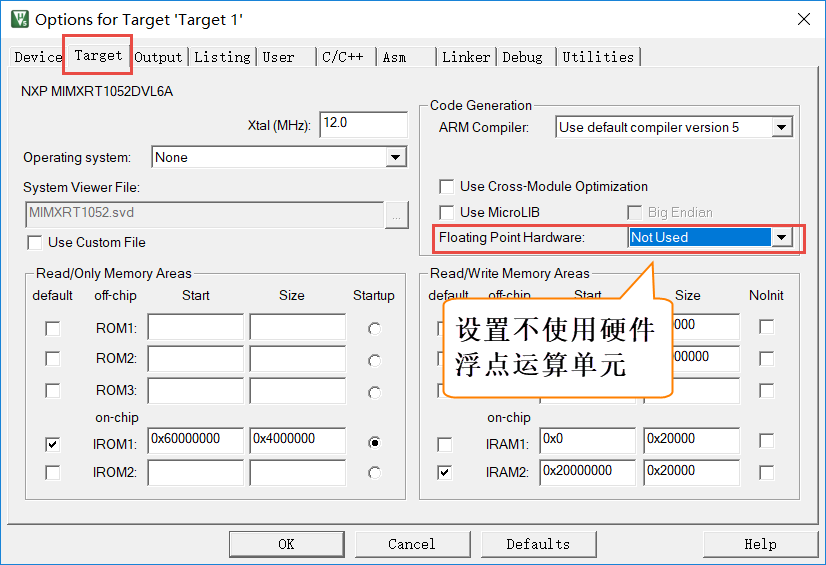 Options for Target 'Target 1'
Device Target Output Listing User C/C++ Asm Linker Debug Utilities
NXP MIMXRT1052DVL6A
Xtal (MHz): 12.0
Operating system: None
System Viewer File:
MIMXRT1052.svd ...
Use Custom File
Code Generation
ARM Compiler: Use default compiler version 5
Use Cross-Module Optimization
Use MicroLIB Big Endian
Floating Point Hardware: Not Used
设置不使用硬件
浮点运算单元
Read/Only Memory Areas
default off-chip Start Size Startup
ROM1:
ROM2:
ROM3:
on-chip
IROM1: 0x60000000 0x4000000
IROM2:
Read/Write Memory Areas
default off-chip Start Size NoInit
on-chip
IRAM1: 0x0 0x20000
IRAM2: 0x20000000 0x20000
OK Cancel Defaults Help